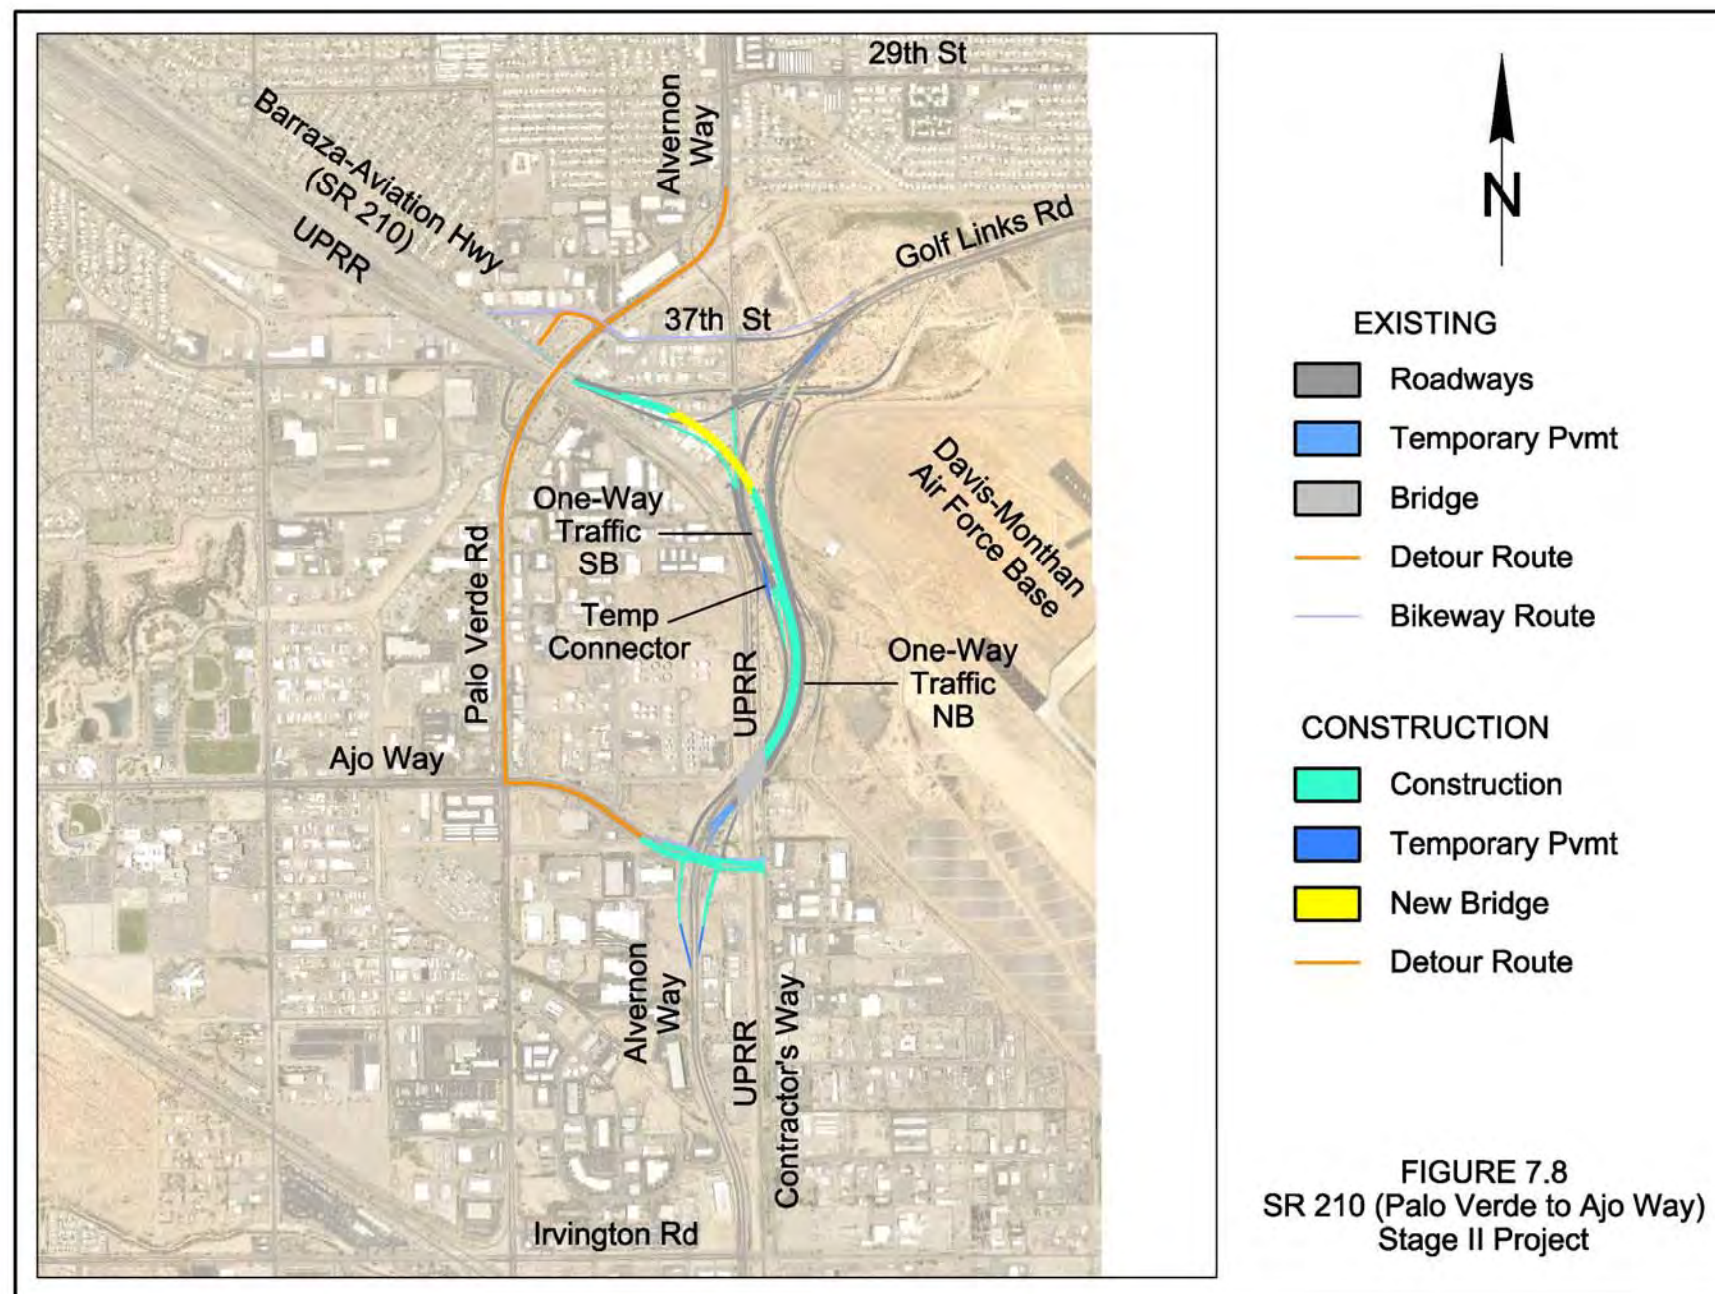 29th St
Barraza-Aviation Hwy
(SR 210)
UPRR
Alvernon
Way
Golf Links Rd
37th St
Davis-Monthan
Air Force Base
One-Way
Traffic
SB
Palo Verde Rd
Temp
Connector
UPRR
One-Way
Traffic
NB
Ajo Way
Alvernon
Way
UPRR
Contractor's Way
Irvington Rd
N
EXISTING
Roadways
Temporary Pvmt
Bridge
Detour Route
Bikeway Route
CONSTRUCTION
Construction
Temporary Pvmt
New Bridge
Detour Route
FIGURE 7.8
SR 210 (Palo Verde to Ajo Way)
Stage II Project